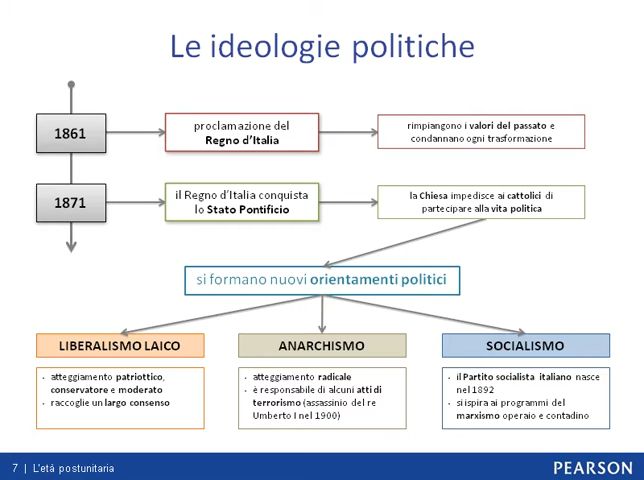 Le ideologie politiche
1861
proclamazione del
Regno d'Italia
rimpiangono i valori del passato e
condannano ogni trasformazione
1871
il Regno d'Italia conquista
lo Stato Pontificio
la Chiesa impedisce ai cattolici di
partecipare alla vita politica
si formano nuovi orientamenti politici
LIBERALISMO LAICO
• atteggiamento patriottico,
conservatore e moderato
• raccoglie un largo consenso
ANARCHISMO
• atteggiamento radicale
• è responsabile di alcuni atti di
terrorismo (assassinio del re
Umberto I nel 1900)
SOCIALISMO
• il Partito socialista italiano nasce
nel 1892
• si ispira ai programmi del
marxismo operaio e contadino
7 | L'età postunitaria
PEARSON